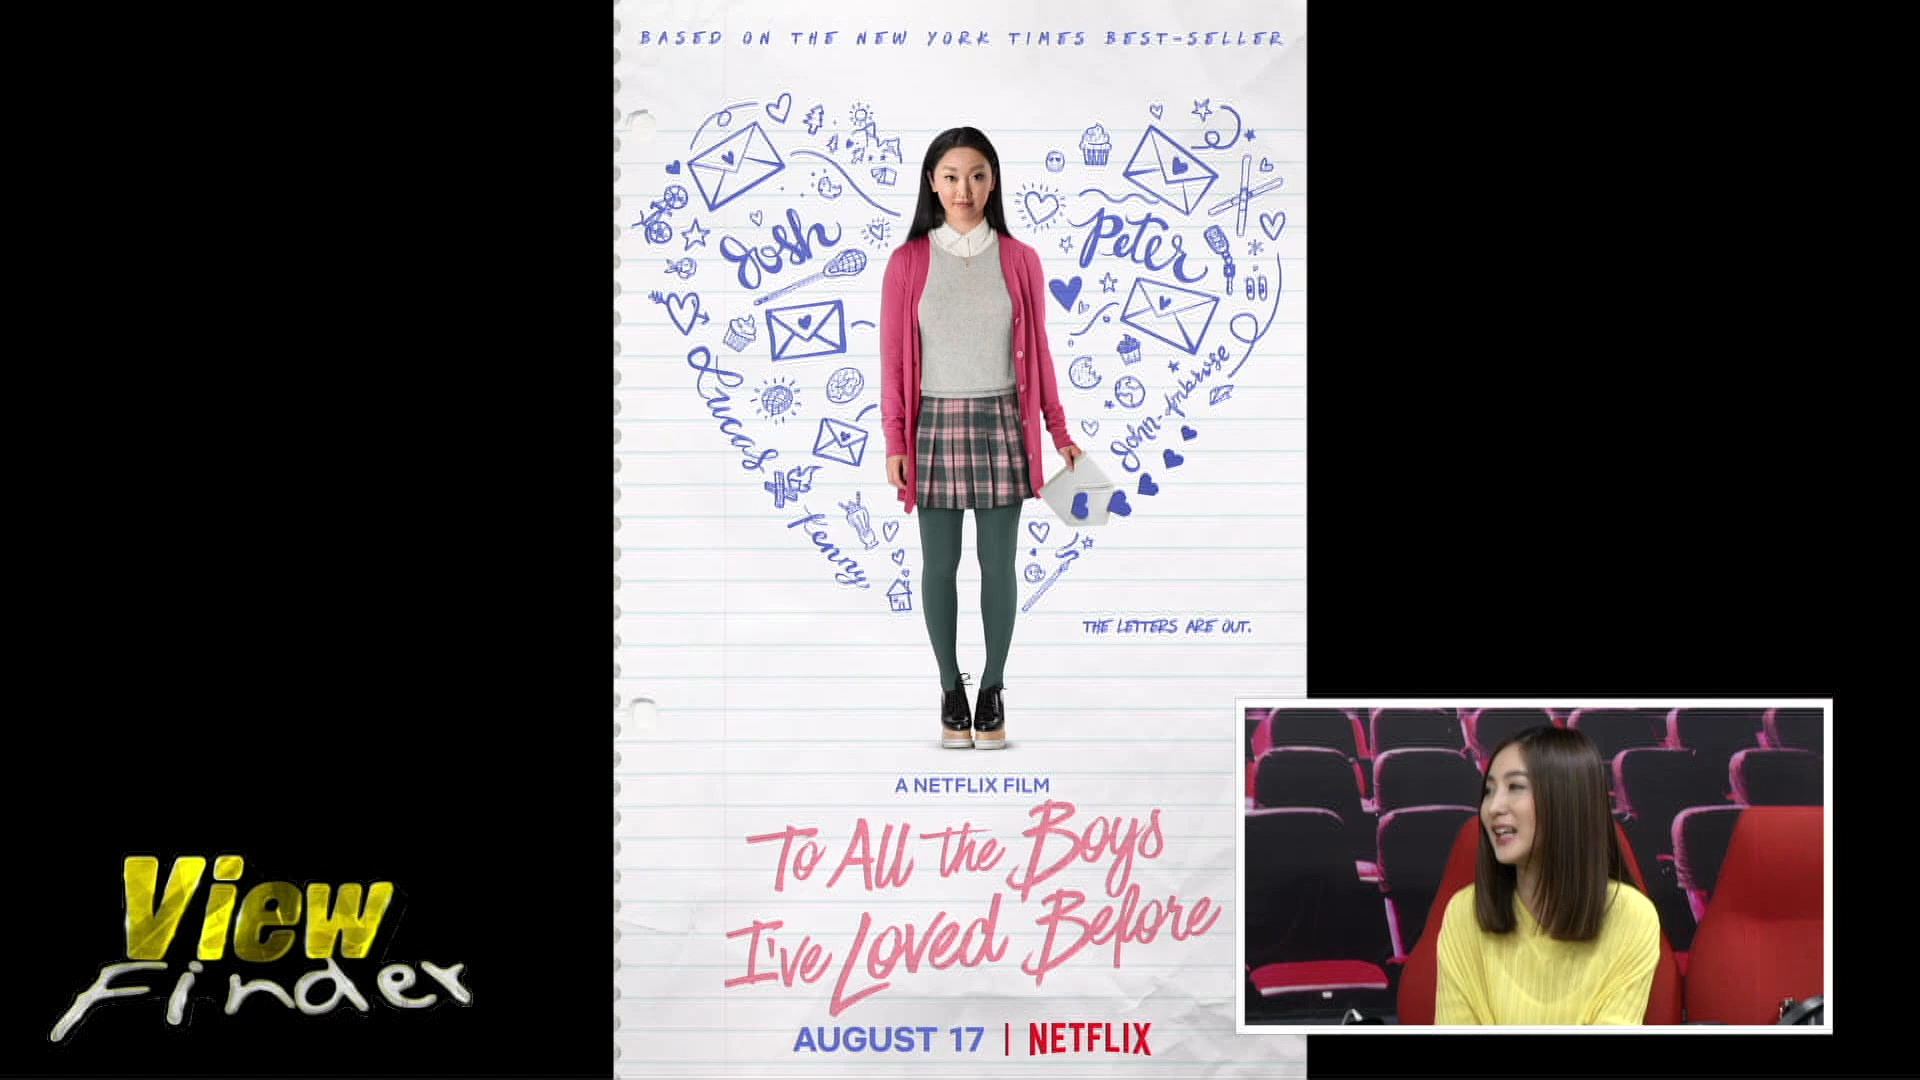 BASED ON THE NEW YORK TIMES BEST-SELLER
Josh
Peter
Lucas
John-Ambrose
Kenny
THE LETTERS ARE OUT.
A NETFLIX FILM
To All the Boys
I've Loved Before
AUGUST 17 | NETFLIX
View
Finder